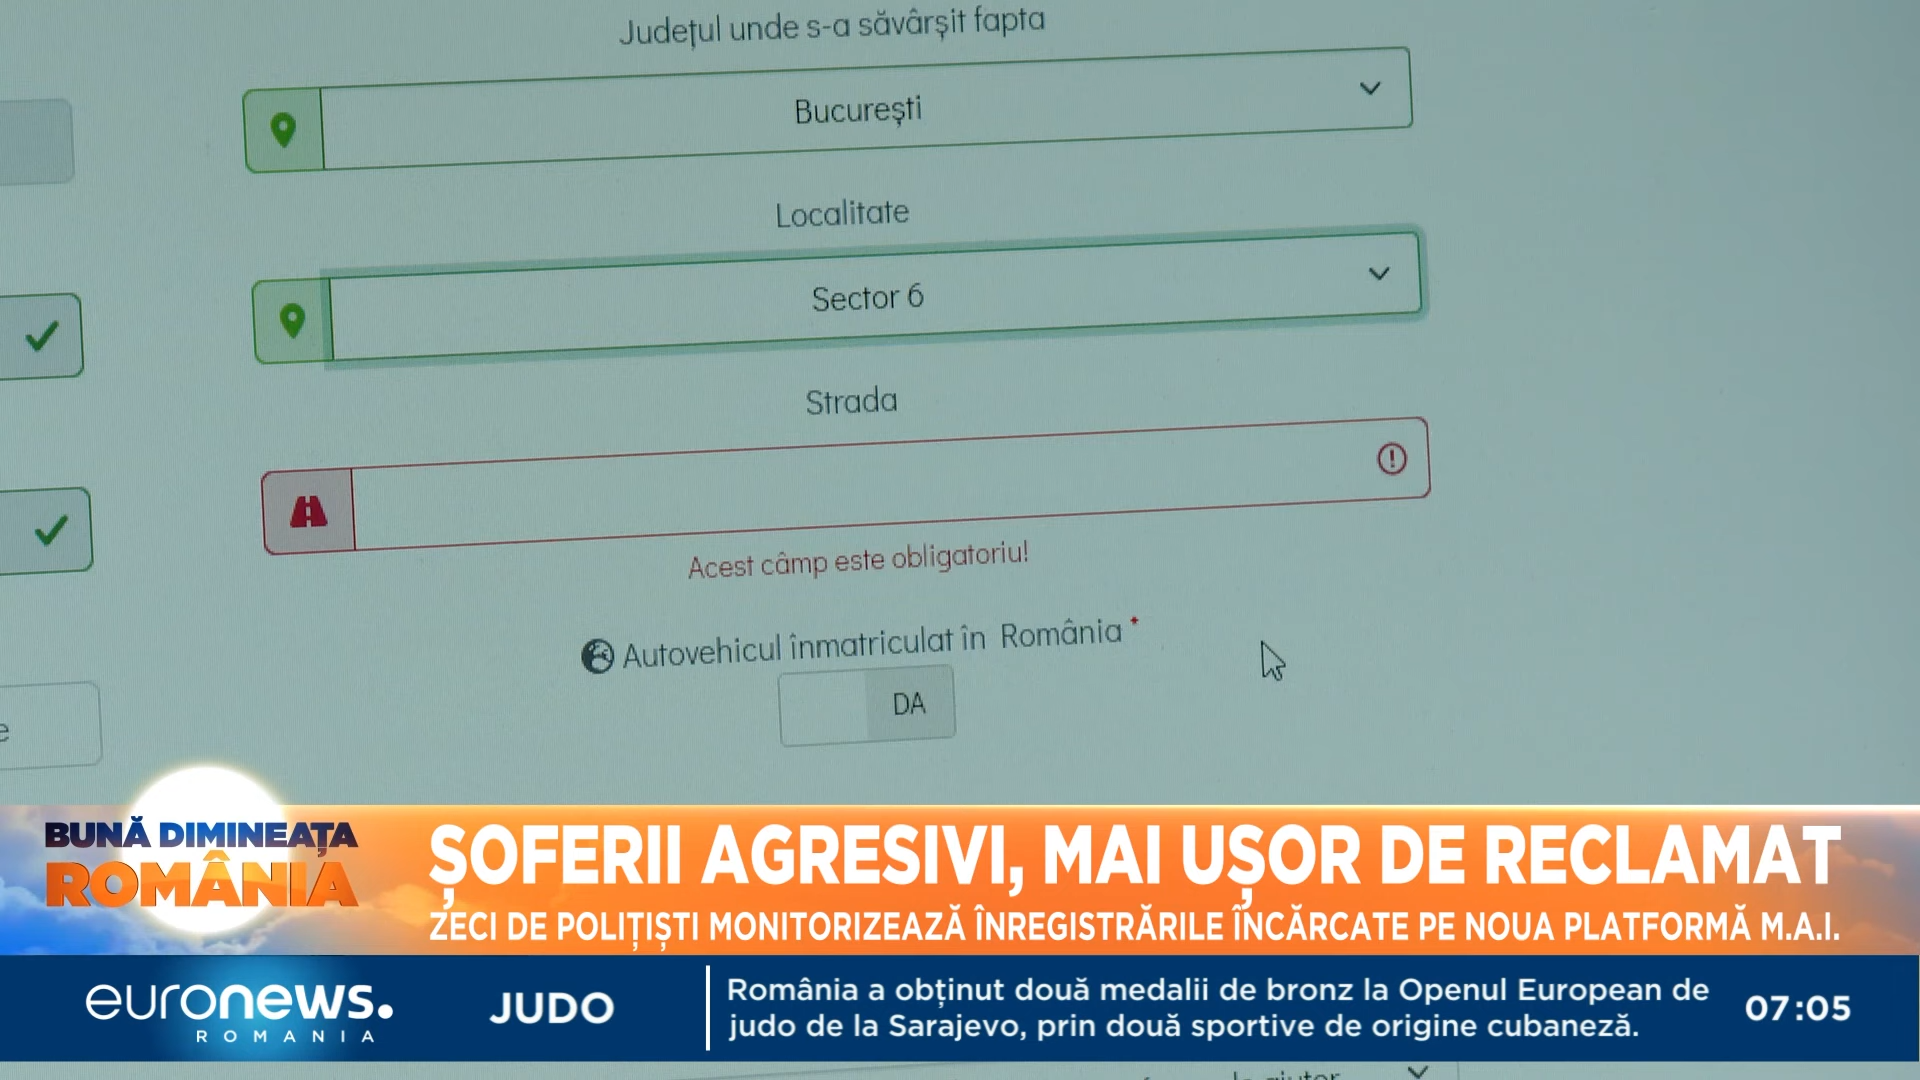 Județul unde s-a săvârșit fapta
București
Localitate
Sector 6
Strada
Acest câmp este obligatoriu!
Autovehicul înmatriculat în România *
DA
e
BUNĂ DIMINEAȚA
ROMÂNIA
ȘOFERII AGRESIVI, MAI UȘOR DE RECLAMAT
ZECI DE POLIȚIȘTI MONITORIZEAZĂ ÎNREGISTRĂRILE ÎNCĂRCATE PE NOUA PLATFORMĂ M.A.I.
euronews.
ROMANIA
JUDO
România a obținut două medalii de bronz la Openul European de
judo de la Sarajevo, prin două sportive de origine cubaneză.
07:05